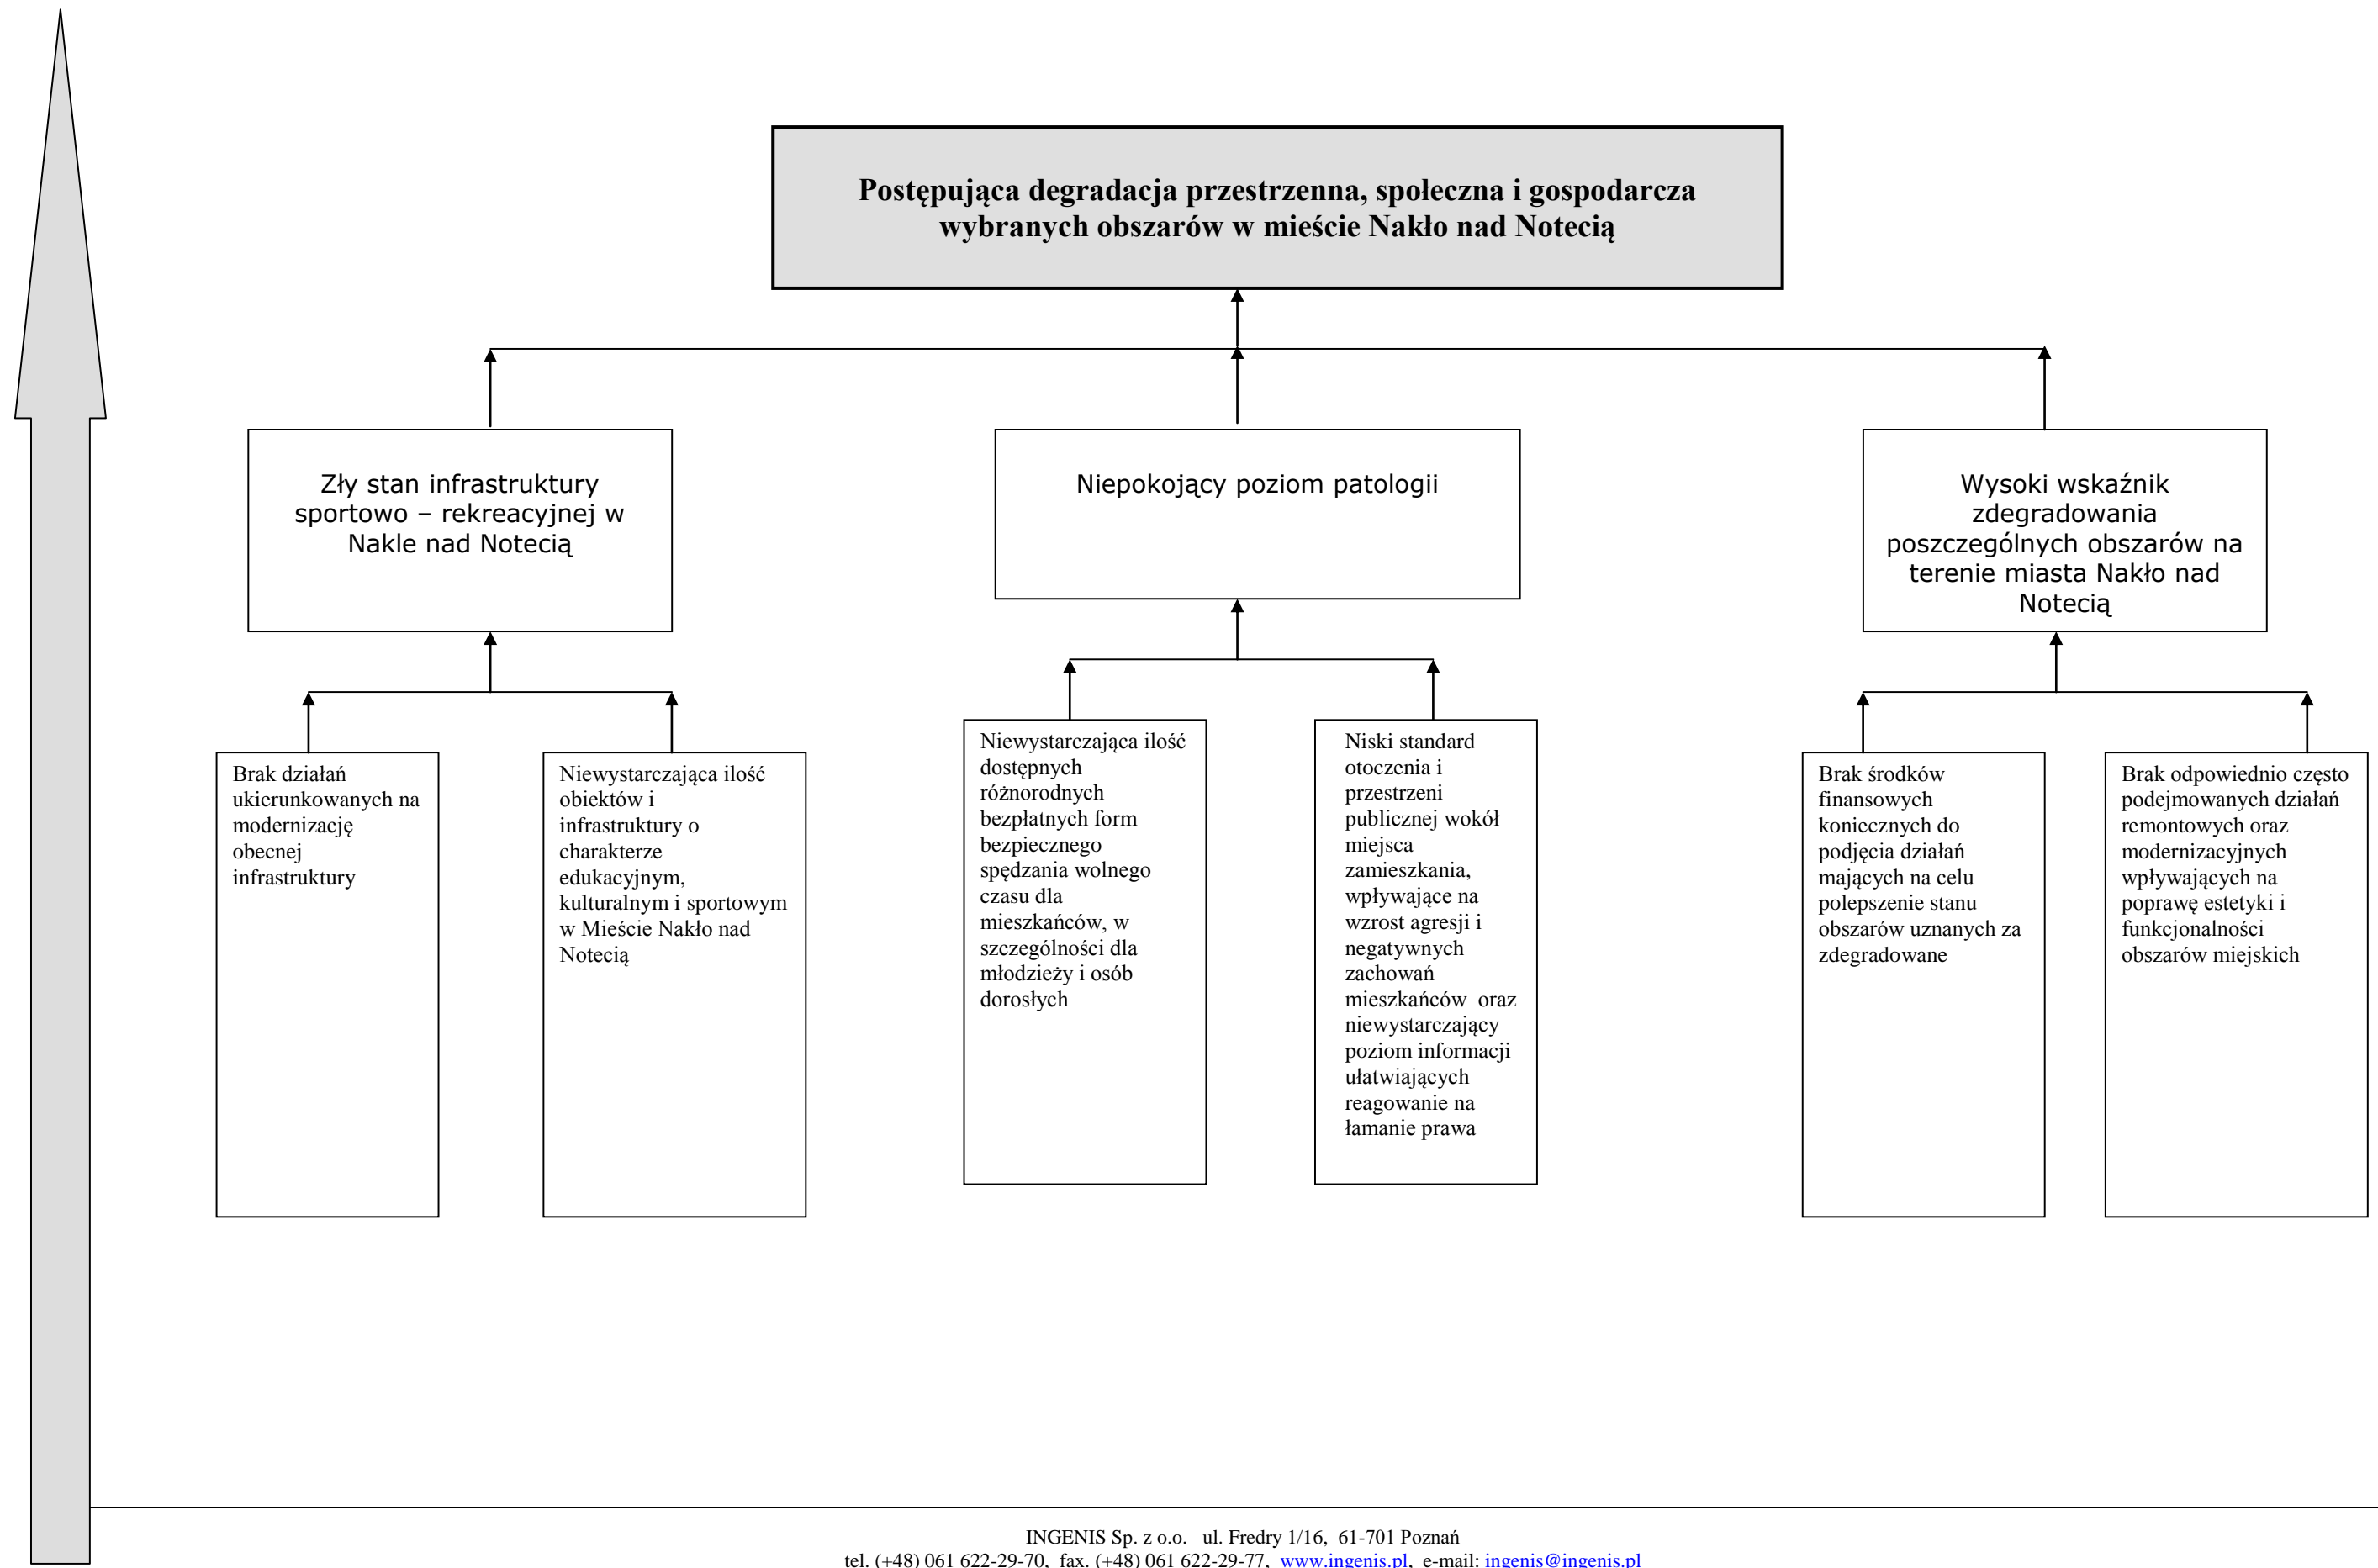 Postępująca degradacja przestrzenna, społeczna i gospodarcza
wybranych obszarów w mieście Nakło nad Notecią
Zły stan infrastruktury
sportowo – rekreacyjnej w
Nakle nad Notecią
Niepokojący poziom patologii
Wysoki wskaźnik
zdegradowania
poszczególnych obszarów na
terenie miasta Nakło nad
Notecią
Brak działań
ukierunkowanych na
modernizację
obecnej
infrastruktury
Niewystarczająca ilość
obiektów i
infrastruktury o
charakterze
edukacyjnym,
kulturalnym i sportowym
w Mieście Nakło nad
Notecią
Niewystarczająca ilość
dostępnych
różnorodnych
bezpłatnych form
bezpiecznego
spędzania wolnego
czasu dla
mieszkańców, w
szczególności dla
młodzieży i osób
dorosłych
Niski standard
otoczenia i
przestrzeni
publicznej wokół
miejsca
zamieszkania,
wpływające na
wzrost agresji i
negatywnych
zachowań
mieszkańców oraz
niewystarczający
poziom informacji
ułatwiających
reagowanie na
łamanie prawa
Brak środków
finansowych
koniecznych do
podjęcia działań
mających na celu
polepszenie stanu
obszarów uznanych za
zdegradowane
Brak odpowiednio często
podejmowanych działań
remontowych oraz
modernizacyjnych
wpływających na
poprawę estetyki i
funkcjonalności
obszarów miejskich
INGENIS Sp. z o.o. ul. Fredry 1/16, 61-701 Poznań
tel. (+48) 061 622-29-70, fax. (+48) 061 622-29-77, www.ingenis.pl, e-mail: ingenis@ingenis.pl